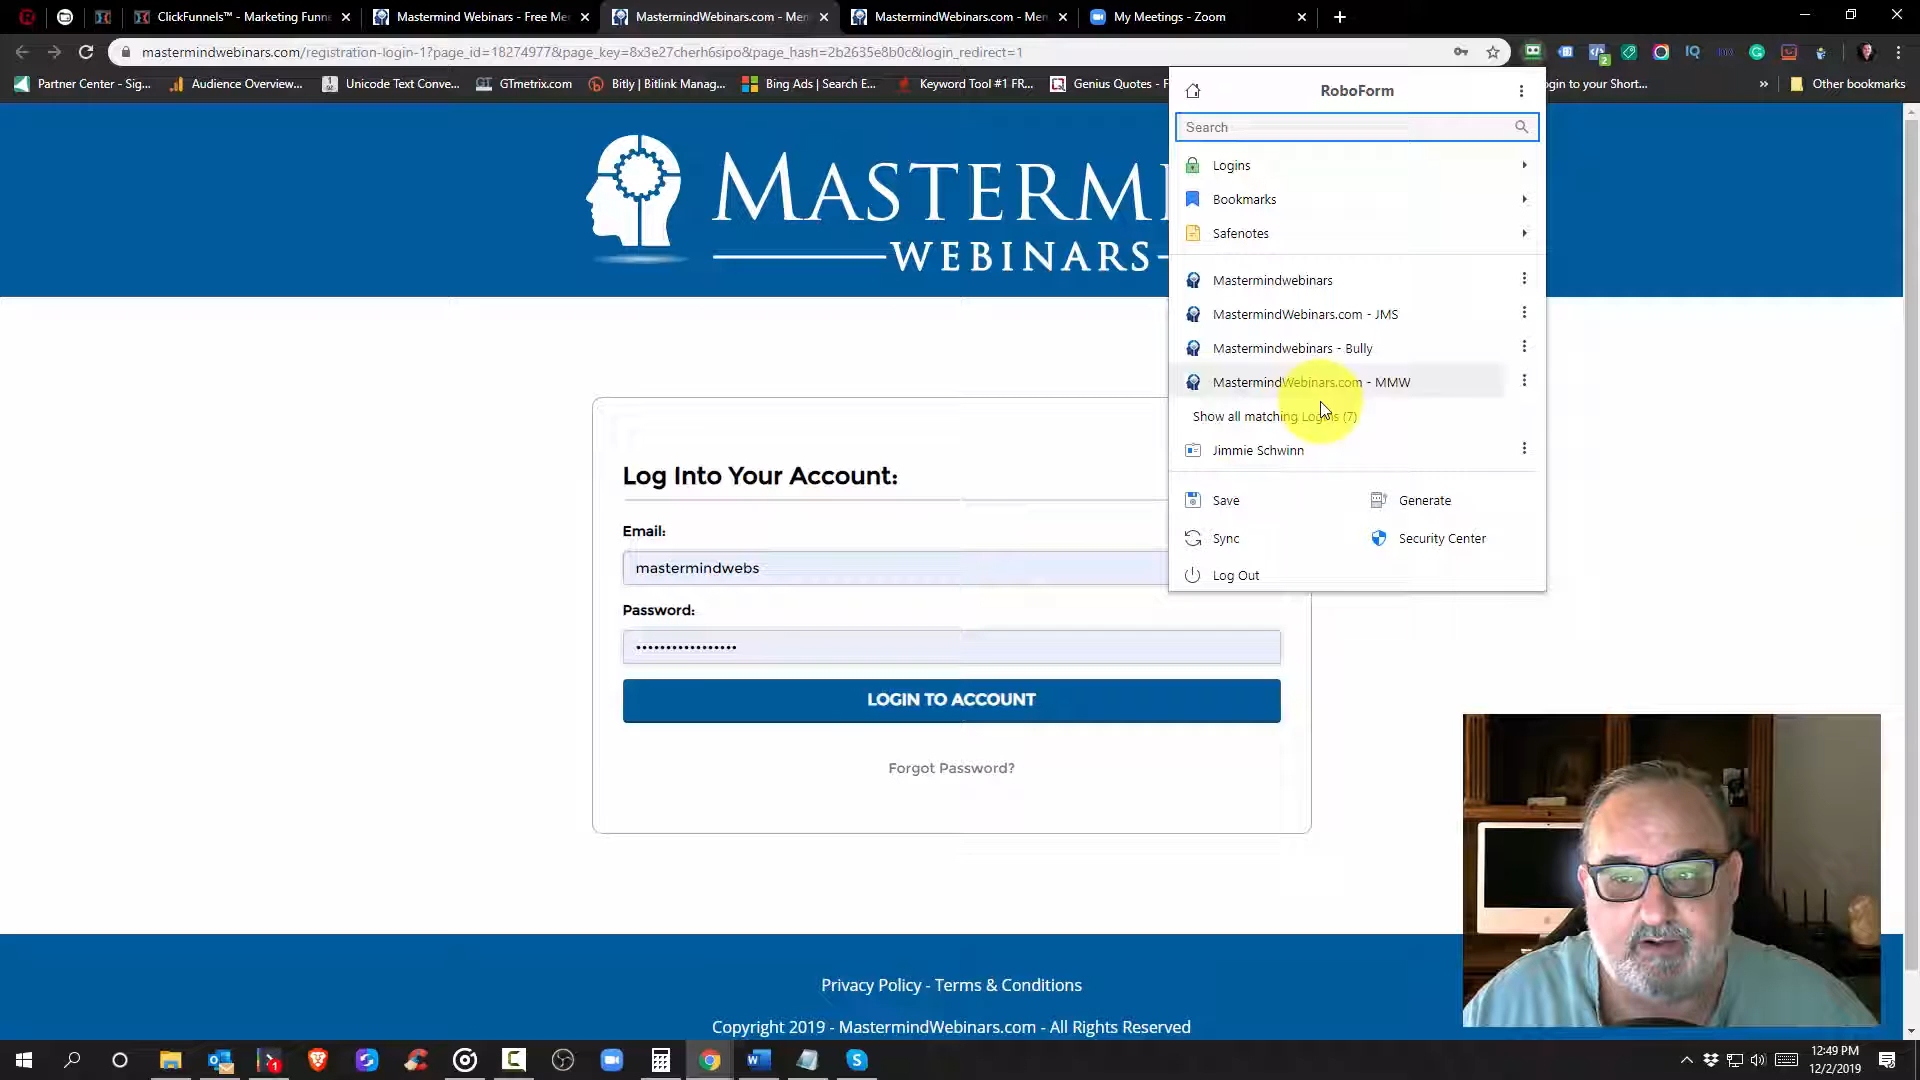 ClickFunnels™ - Marketing Funn
Mastermind Webinars - Free Me
MastermindWebinars.com - Mem
MastermindWebinars.com - Mem
My Meetings - Zoom
mastermindwebinars.com/registration-login-1?page_id=18274977&page_key=8x3e27cherh6sipo&page_hash=2b2635e8b0c&login_redirect=1
Partner Center - Sig...
Audience Overview...
Unicode Text Conve...
GTmetrix.com
Bitly | Bitlink Manag...
Bing Ads | Search E...
Keyword Tool #1 FR...
Genius Quotes - F
ogin to your Short...
»
Other bookmarks
MASTERMI
WEBINARS
RoboForm
Search
Logins
Bookmarks
Safenotes
Mastermindwebinars
MastermindWebinars.com - JMS
Mastermindwebinars - Bully
MastermindWebinars.com - MMW
Show all matching Logins (7)
Jimmie Schwinn
Save
Generate
Sync
Security Center
Log Out
Log Into Your Account:
Email:
mastermindwebs
Password:
•••••••••••••••••
LOGIN TO ACCOUNT
Forgot Password?
Privacy Policy - Terms & Conditions
Copyright 2019 - MastermindWebinars.com - All Rights Reserved
12:49 PM
12/2/2019